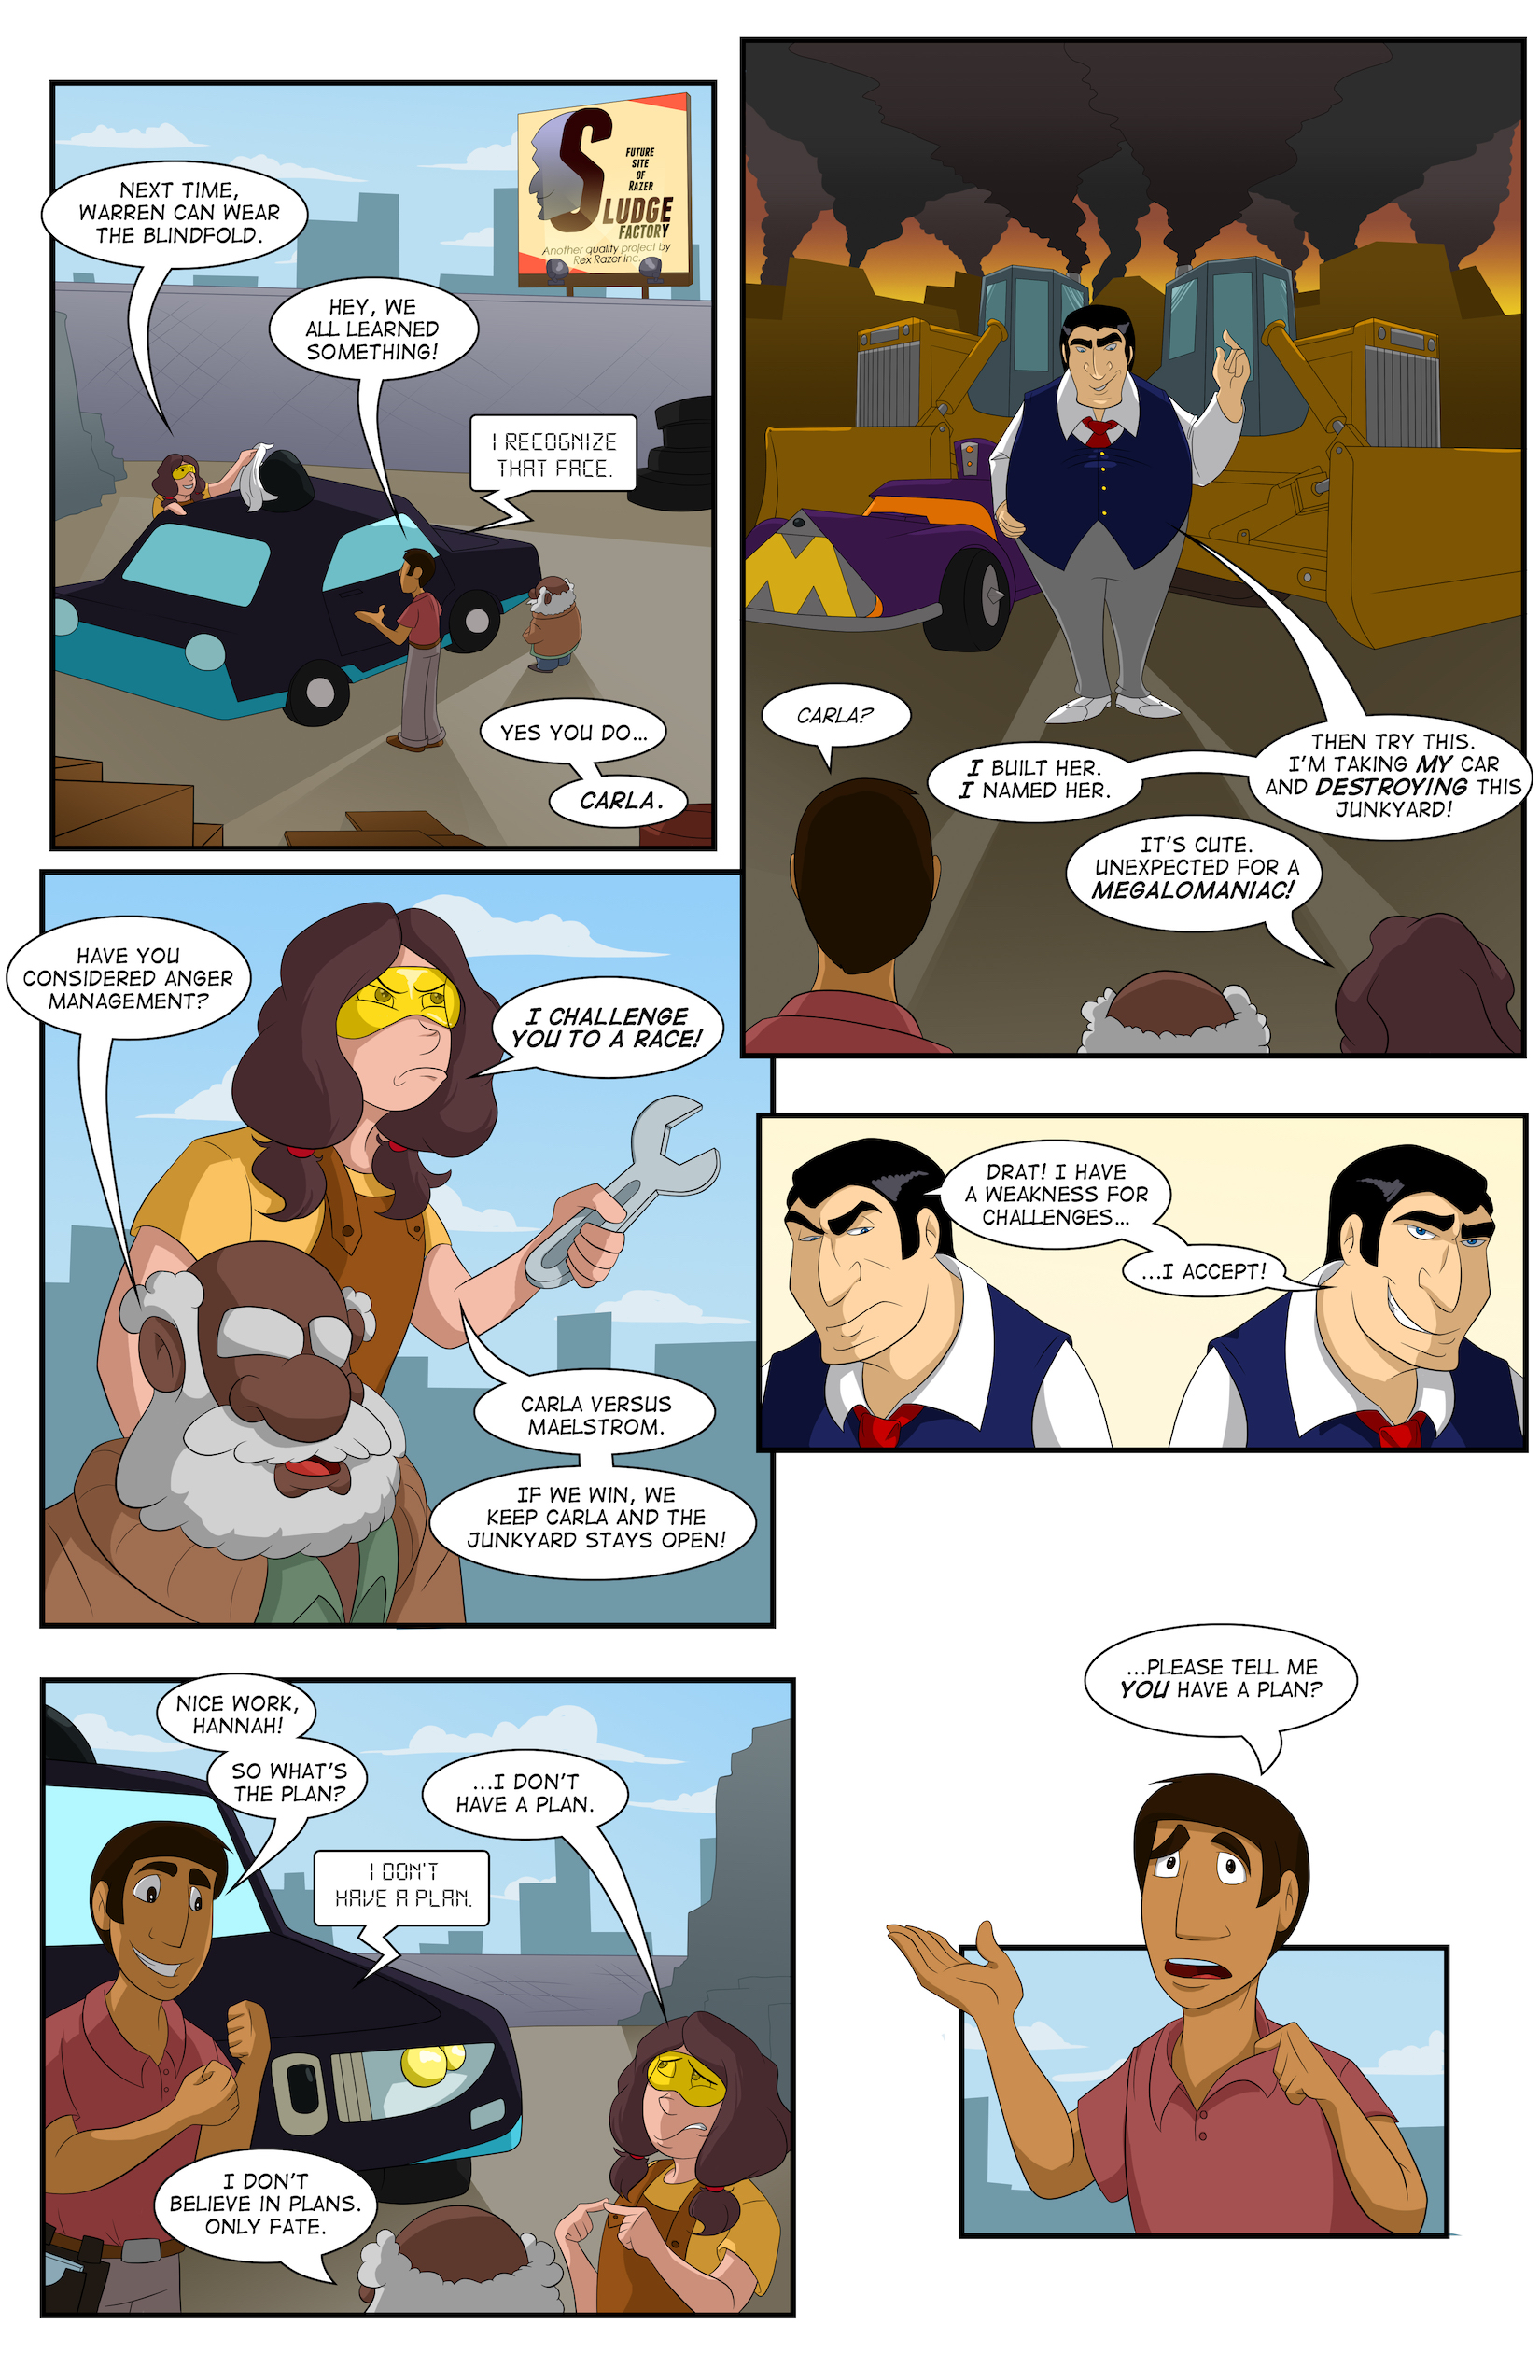 NEXT TIME,
WARREN CAN WEAR
THE BLINDFOLD.
FUTURE
SITE
OF
RAZER
SLUDGE
FACTORY
Another quality project by
Rex Razer Inc.
HEY, WE
ALL LEARNED
SOMETHING!
I RECOGNIZE
THAT FACE.
YES YOU DO...
CARLA.
M
CARLA?
I BUILT HER.
I NAMED HER.
THEN TRY THIS.
I'M TAKING MY CAR
AND DESTROYING THIS
JUNKYARD!
IT'S CUTE.
UNEXPECTED FOR A
MEGALOMANIAC!
HAVE YOU
CONSIDERED ANGER
MANAGEMENT?
I CHALLENGE
YOU TO A RACE!
CARLA VERSUS
MAELSTROM.
IF WE WIN, WE
KEEP CARLA AND THE
JUNKYARD STAYS OPEN!
DRAT! I HAVE
A WEAKNESS FOR
CHALLENGES...
...I ACCEPT!
NICE WORK,
HANNAH!
SO WHAT'S
THE PLAN?
I DON'T
HAVE A PLAN.
...I DON'T
HAVE A PLAN.
I DON'T
BELIEVE IN PLANS.
ONLY FATE.
...PLEASE TELL ME
YOU HAVE A PLAN?